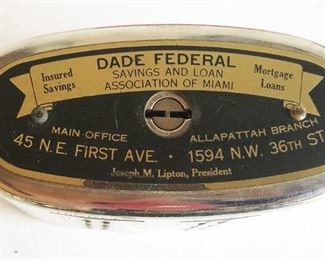 DADE FEDERAL
SAVINGS AND LOAN
ASSOCIATION OF MIAMI
Insured
Savings
Mortgage
Loans
MAIN OFFICE
45 N.E. FIRST AVE.
ALLAPATTAH BRANCH
1594 N.W. 36TH ST
Joseph M. Lipton, President